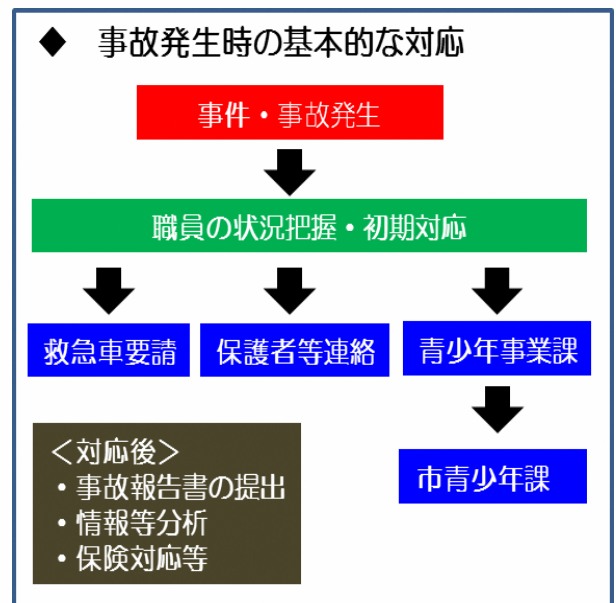 ◆ 事故発生時の基本的な対応
事件・事故発生
職員の状況把握・初期対応
救急車要請
保護者等連絡
青少年事業課
市青少年課
＜対応後＞
・事故報告書の提出
・情報等分析
・保険対応等